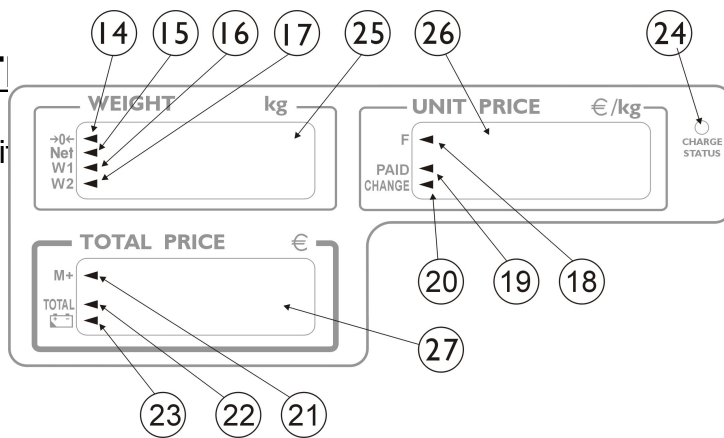 14 15 16 17 25 26 24
WEIGHT kg
UNIT PRICE €/kg
→0←
Net
W1
W2
F
PAID
CHANGE
CHARGE
STATUS
TOTAL PRICE €
M+
TOTAL
20 19 18
27
23 22 21